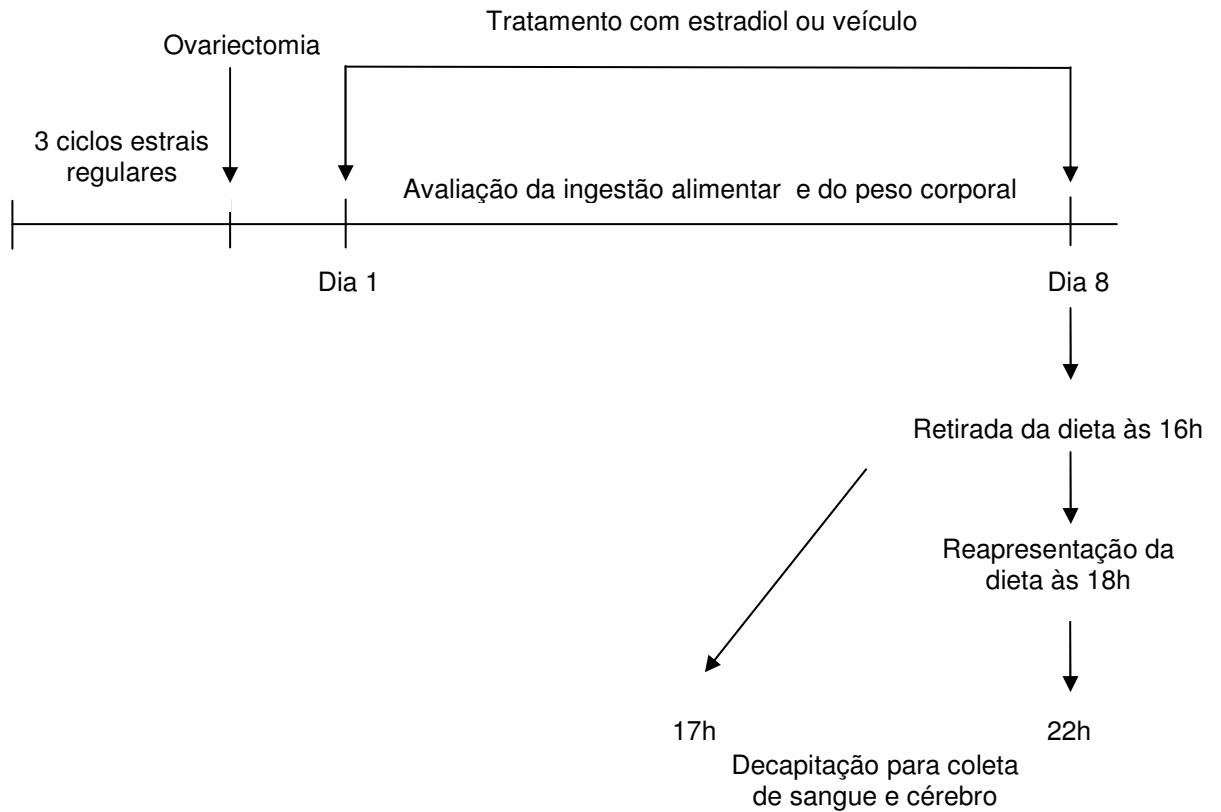 Tratamento com estradiol ou veículo
Ovariectomia
3 ciclos estrais
regulares
Avaliação da ingestão alimentar e do peso corporal
Dia 1
Dia 8
Retirada da dieta às 16h
Reapresentação da
dieta às 18h
17h
22h
Decapitação para coleta
de sangue e cérebro